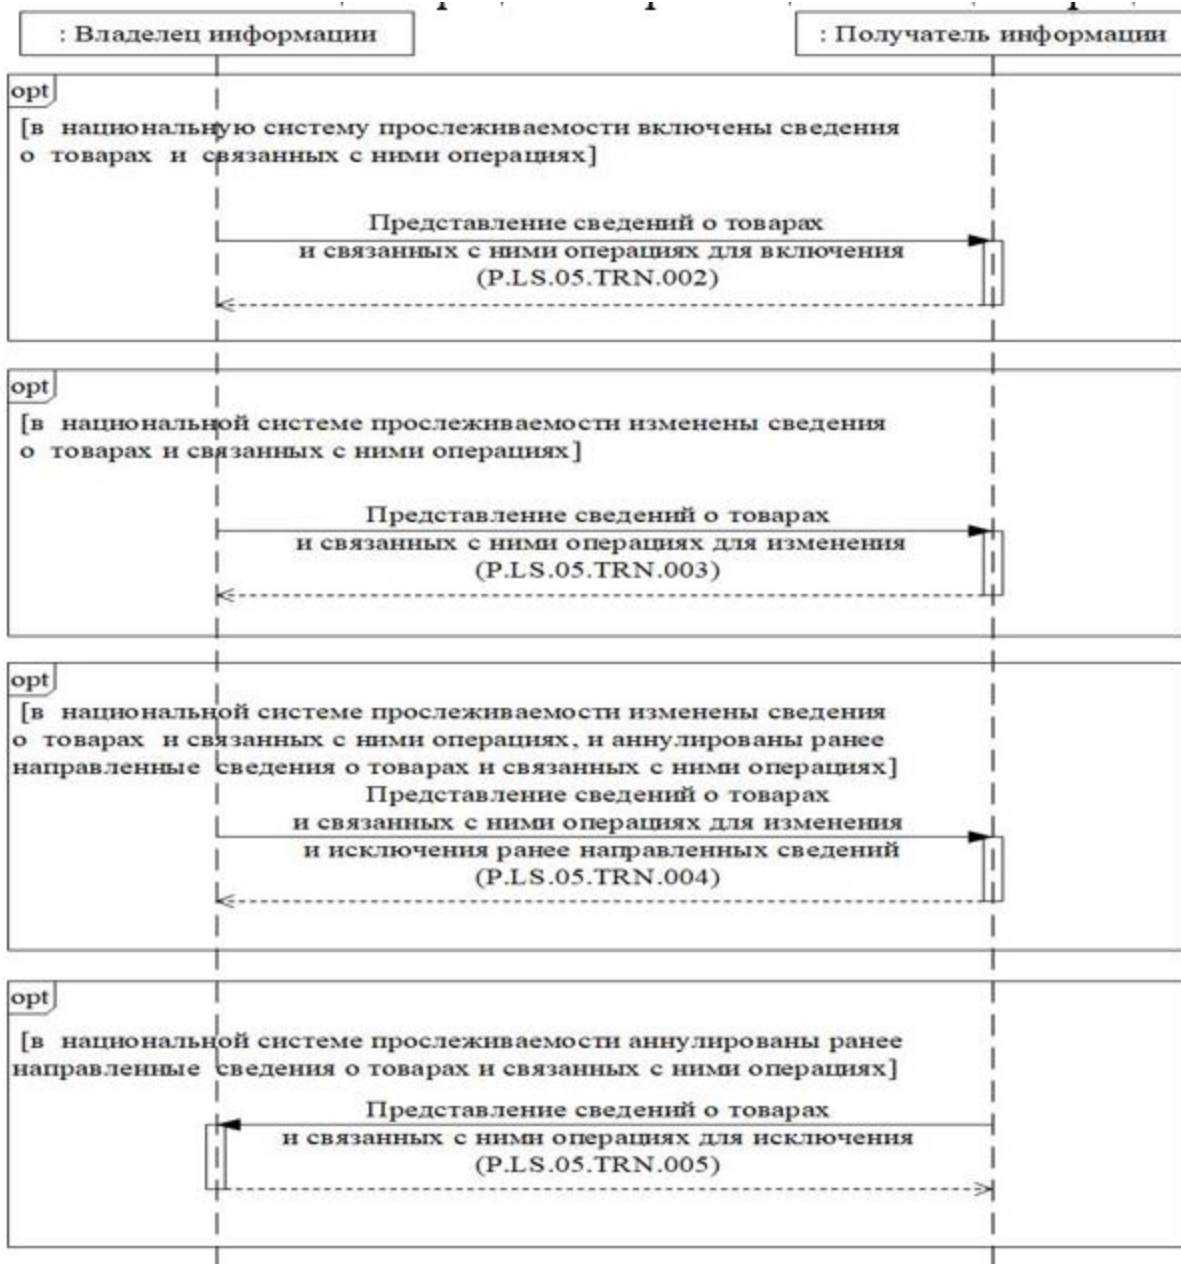 : Владелец информации
: Получатель информации
opt
[в национальную систему прослеживаемости включены сведения
о товарах и связанных с ними операциях]
Представление сведений о товарах
и связанных с ними операциях для включения
(P.LS.05.TRN.002)
opt
[в национальной системе прослеживаемости изменены сведения
о товарах и связанных с ними операциях]
Представление сведений о товарах
и связанных с ними операциях для изменения
(P.LS.05.TRN.003)
opt
[в национальной системе прослеживаемости изменены сведения
о товарах и связанных с ними операциях, и аннулированы ранее
направленные сведения о товарах и связанных с ними операциях]
Представление сведений о товарах
и связанных с ними операциях для изменения
и исключения ранее направленных сведений
(P.LS.05.TRN.004)
opt
[в национальной системе прослеживаемости аннулированы ранее
направленные сведения о товарах и связанных с ними операциях]
Представление сведений о товарах
и связанных с ними операциях для исключения
(P.LS.05.TRN.005)